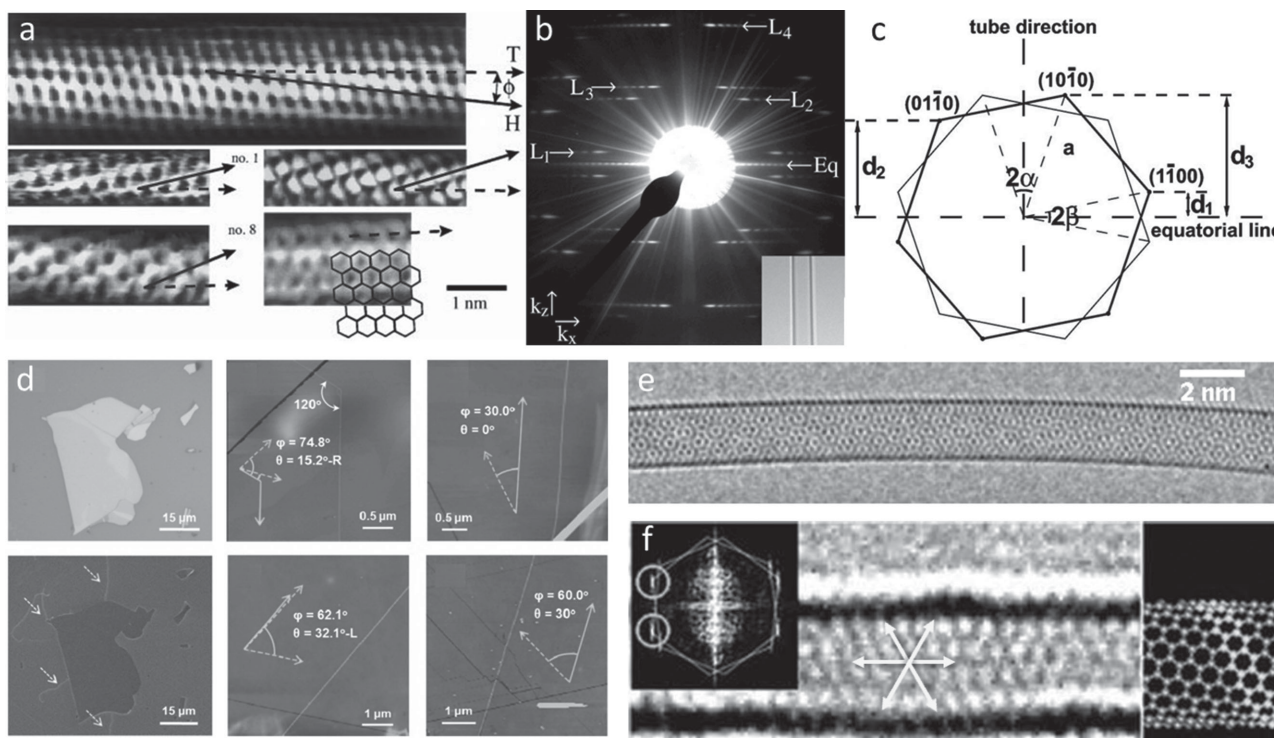 a
T
ϕ
H
no. 1
no. 8
1 nm
b
L₄
L₃
L₂
L₁
Eq
k_z
k_x
c
tube direction
(101̄0)
(011̄0)
a
2α
(11̄00)
2β
d₂
d₃
d₁
equatorial line
d
15 µm
120°
φ = 74.8°
θ = 15.2°-R
0.5 µm
φ = 30.0°
θ = 0°
0.5 µm
15 µm
φ = 62.1°
θ = 32.1°-L
1 µm
φ = 60.0°
θ = 30°
1 µm
e
2 nm
f